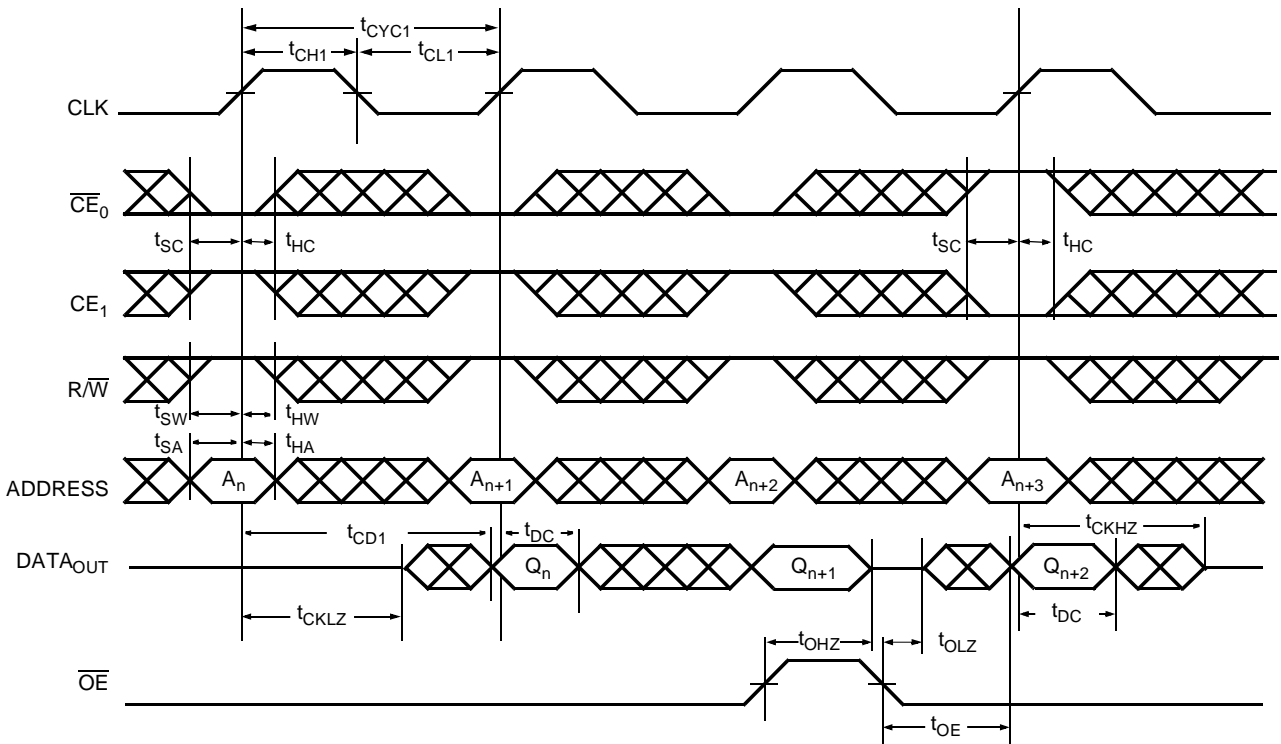 tCYC1
tCH1 tCL1
CLK
CE0
tSC tHC tSC tHC
CE1
R/W
tSW tHW
tSA tHA
ADDRESS An An+1 An+2 An+3
tCD1 tDC tCKHZ
DATAOUT Qn Qn+1 Qn+2
tCKLZ tDC
tOHZ tOLZ
OE
tOE